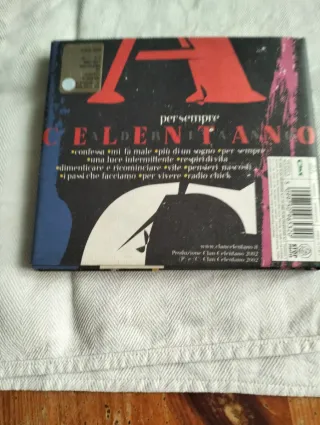 A
per sempre
CELENTANO
ADRIANO
•confessa •mi fa male •più di un sogno •per sempre
•una luce intermittente •respiri di vita
dimenticare e ricominciare •vite •pensieri nascosti
•i passi che facciamo •per vivere •radio chick
www.clancelentano.it
Produzione Clan Celentano 2002
(P) e (C) Clan Celentano 2002
C